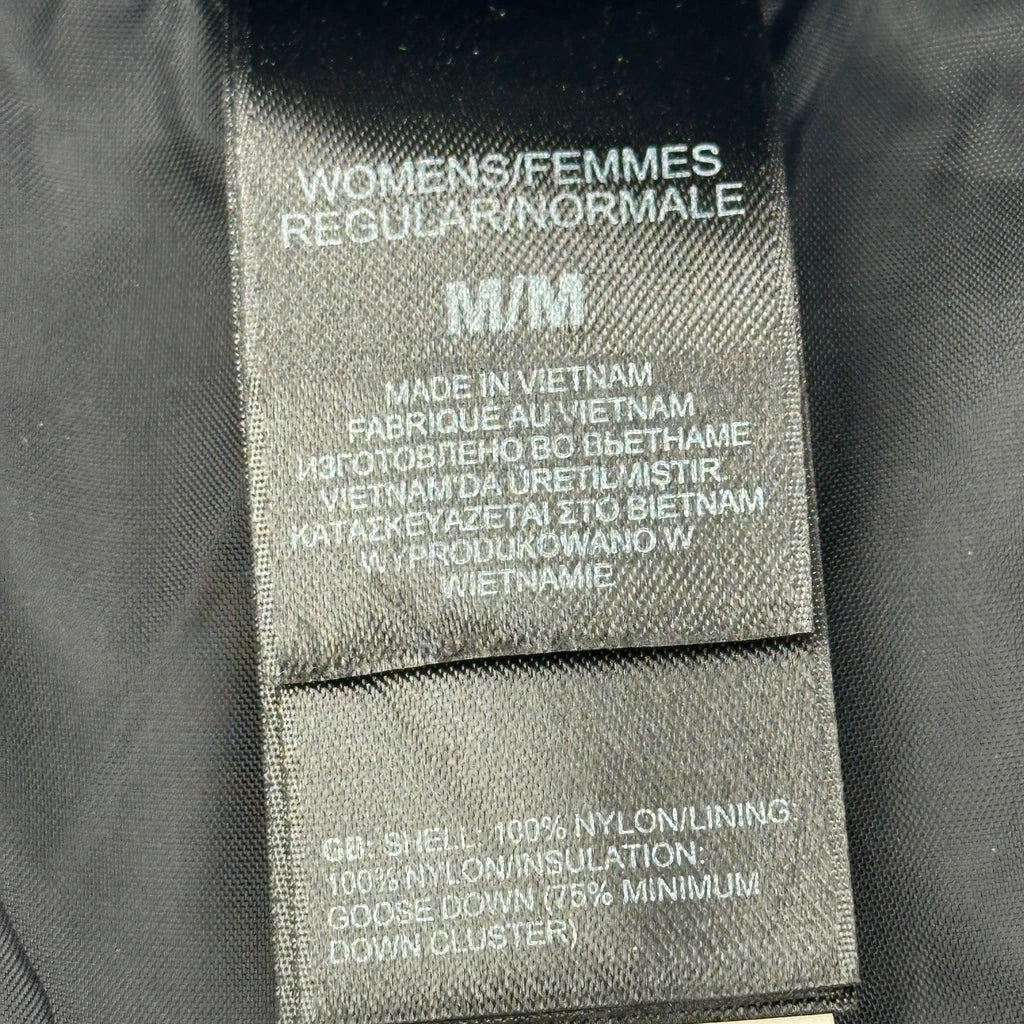 WOMENS/FEMMES
REGULAR/NORMALE
M/M
MADE IN VIETNAM
FABRIQUE AU VIETNAM
ИЗГОТОВЛЕНО ВО ВЬЕТНАМЕ
VIETNAM'DA ÜRETILMIŞTIR
ΚΑΤΑΣΚΕΥΑΖΕΤΑΙ ΣΤΟ ΒΙΕΤΝΑΜ
WYPRODUKOWANO W
WIETNAMIE
GB: SHELL: 100% NYLON/LINING
100% NYLON/INSULATION:
GOOSE DOWN (75% MINIMUM
DOWN CLUSTER)